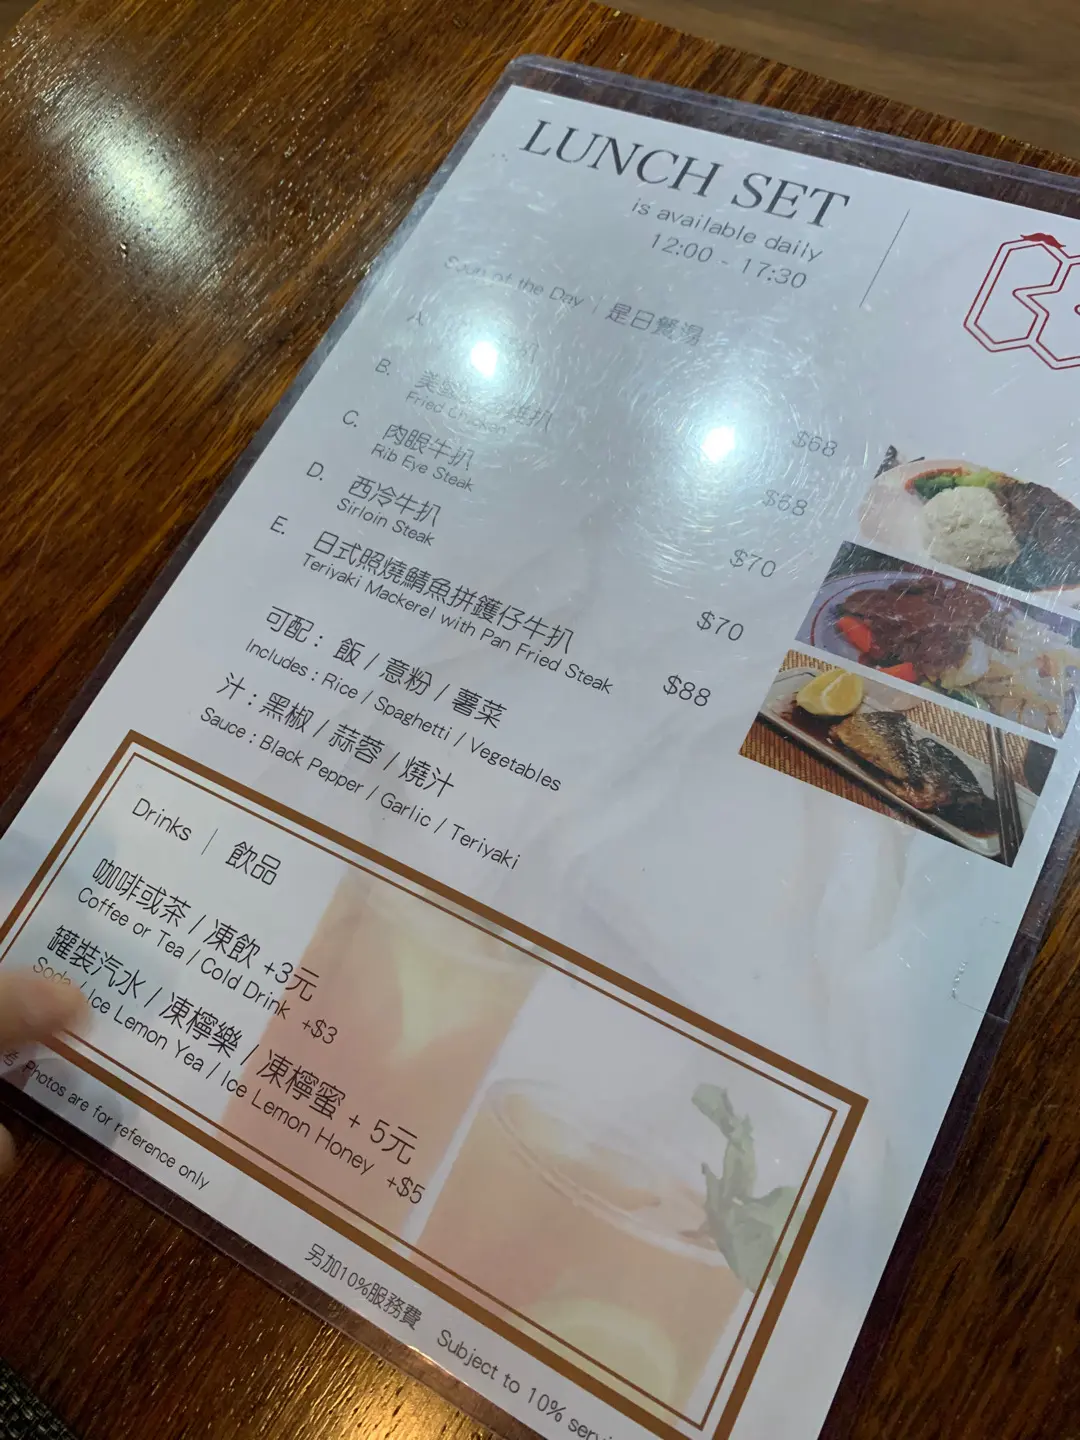 LUNCH SET
is available daily
12:00 - 17:30
Soup of the Day | 是日餐湯
A.
$68
B.
Fried Chicken
$68
C. 肉眼牛扒
Rib Eye Steak
$70
D. 西冷牛扒
Sirloin Steak
$70
E. 日式照燒鯖魚拼鑊仔牛扒
Teriyaki Mackerel with Pan Fried Steak
$88
可配：飯 / 意粉 / 薯菜
Includes : Rice / Spaghetti / Vegetables
汁：黑椒 / 蒜蓉 / 燒汁
Sauce : Black Pepper / Garlic / Teriyaki
Drinks | 飲品
咖啡或茶 / 凍飲 +3元
Coffee or Tea / Cold Drink +$3
罐裝汽水 / 凍檸樂 / 凍檸蜜 + 5元
Soda / Ice Lemon Yea / Ice Lemon Honey +$5
Photos are for reference only
另加10%服務費 Subject to 10%